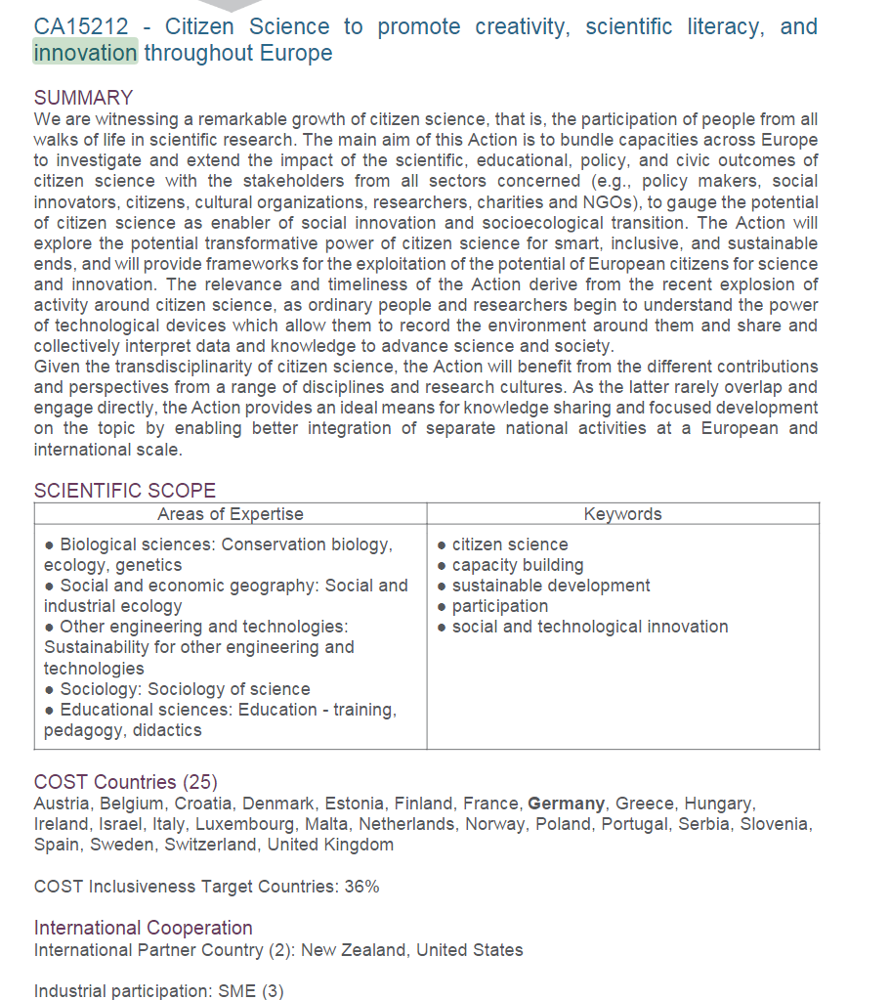 CA15212 - Citizen Science to promote creativity, scientific literacy, and
innovation throughout Europe
SUMMARY
We are witnessing a remarkable growth of citizen science, that is, the participation of people from all
walks of life in scientific research. The main aim of this Action is to bundle capacities across Europe
to investigate and extend the impact of the scientific, educational, policy, and civic outcomes of
citizen science with the stakeholders from all sectors concerned (e.g., policy makers, social
innovators, citizens, cultural organizations, researchers, charities and NGOs), to gauge the potential
of citizen science as enabler of social innovation and socioecological transition. The Action will
explore the potential transformative power of citizen science for smart, inclusive, and sustainable
ends, and will provide frameworks for the exploitation of the potential of European citizens for science
and innovation. The relevance and timeliness of the Action derive from the recent explosion of
activity around citizen science, as ordinary people and researchers begin to understand the power
of technological devices which allow them to record the environment around them and share and
collectively interpret data and knowledge to advance science and society.
Given the transdisciplinarity of citizen science, the Action will benefit from the different contributions
and perspectives from a range of disciplines and research cultures. As the latter rarely overlap and
engage directly, the Action provides an ideal means for knowledge sharing and focused development
on the topic by enabling better integration of separate national activities at a European and
international scale.
SCIENTIFIC SCOPE
Areas of Expertise
● Biological sciences: Conservation biology,
ecology, genetics
● Social and economic geography: Social and
industrial ecology
● Other engineering and technologies:
Sustainability for other engineering and
technologies
● Sociology: Sociology of science
● Educational sciences: Education - training,
pedagogy, didactics
Keywords
● citizen science
● capacity building
● sustainable development
● participation
● social and technological innovation
COST Countries (25)
Austria, Belgium, Croatia, Denmark, Estonia, Finland, France, Germany, Greece, Hungary,
Ireland, Israel, Italy, Luxembourg, Malta, Netherlands, Norway, Poland, Portugal, Serbia, Slovenia,
Spain, Sweden, Switzerland, United Kingdom
COST Inclusiveness Target Countries: 36%
International Cooperation
International Partner Country (2): New Zealand, United States
Industrial participation: SME (3)